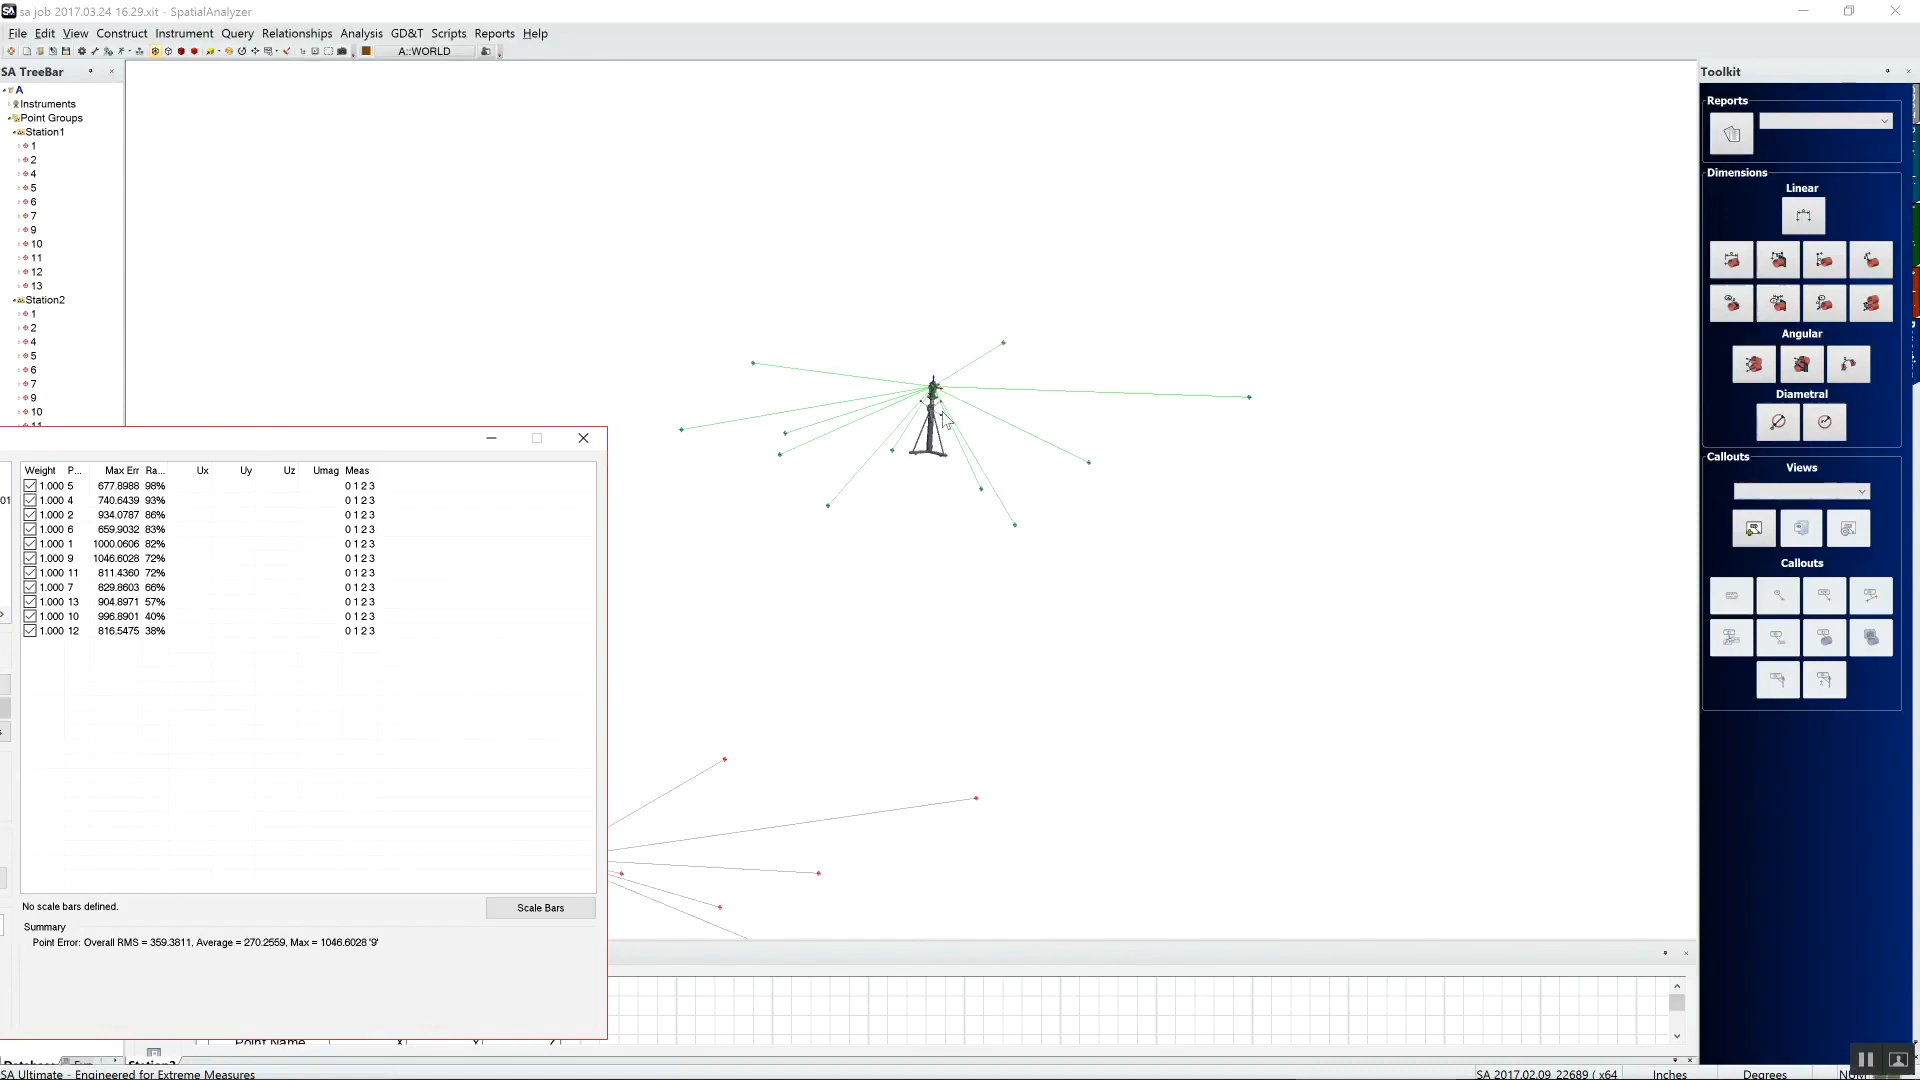 sa job 2017.03.24 16.29.xit - SpatialAnalyzer
File Edit View Construct Instrument Query Relationships Analysis GD&T Scripts Reports Help
A::WORLD
SA TreeBar
A
Instruments
Point Groups
Station1
1
2
4
5
6
7
9
10
11
12
13
Station2
1
2
4
5
6
7
9
10
11
01
Weight P... Max Err Ra... Ux Uy Uz Umag Meas
1.000 5 677.8988 98% 0 1 2 3
1.000 4 740.6439 93% 0 1 2 3
1.000 2 934.0787 86% 0 1 2 3
1.000 6 659.9032 83% 0 1 2 3
1.000 1 1000.0606 82% 0 1 2 3
1.000 9 1046.6028 72% 0 1 2 3
1.000 11 811.4360 72% 0 1 2 3
1.000 7 829.8603 66% 0 1 2 3
1.000 13 904.8971 57% 0 1 2 3
1.000 10 996.8901 40% 0 1 2 3
1.000 12 816.5475 38% 0 1 2 3
No scale bars defined.
Scale Bars
Summary
Point Error: Overall RMS = 359.3811, Average = 270.2559, Max = 1046.6028 '9'
Toolkit
Reports
Dimensions
Linear
Angular
Diametral
Callouts
Views
Callouts
Point Name X Y Z
SA Ultimate - Engineered for Extreme Measures
SA 2017.02.09_22689 ( x64
Inches
Degrees
NUM